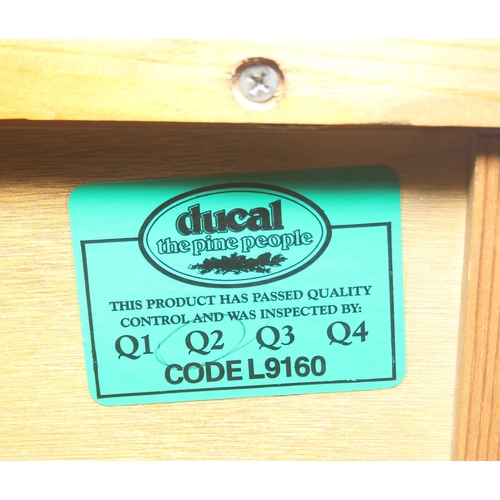 ducal
the pine people
THIS PRODUCT HAS PASSED QUALITY
CONTROL AND WAS INSPECTED BY:
Q1 Q2 Q3 Q4
CODE L9160